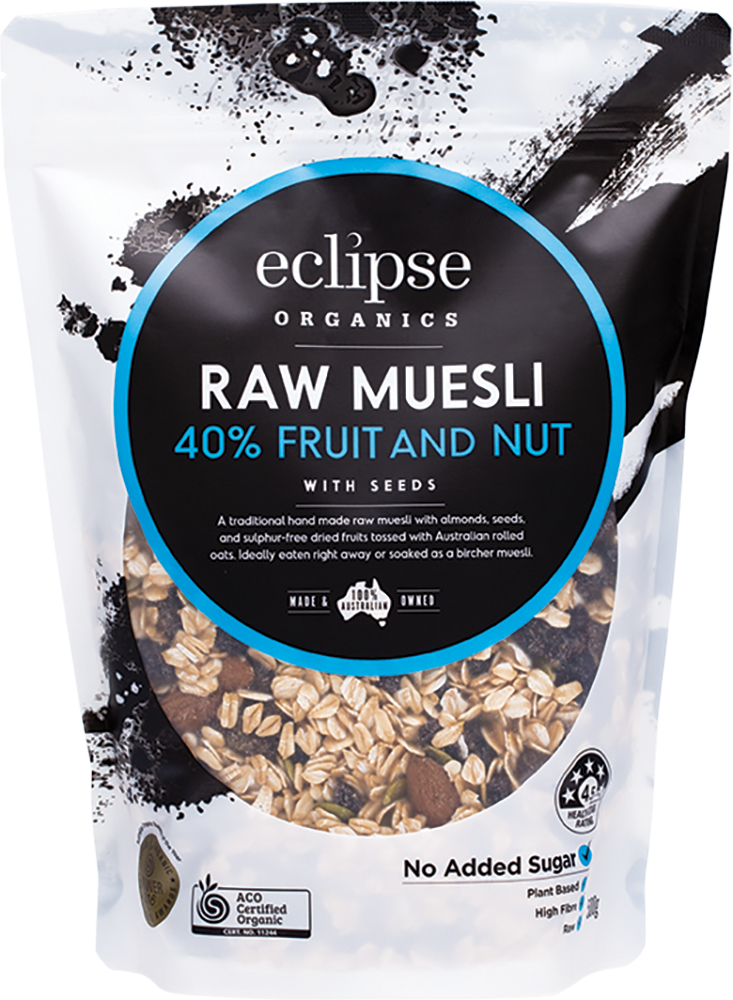 eclipse
ORGANICS
RAW MUESLI
40% FRUIT AND NUT
WITH SEEDS
A traditional hand made raw muesli with almonds, seeds,
and sulphur-free dried fruits tossed with Australian rolled
oats. Ideally eaten right away or soaked as a bircher muesli.
MADE & 100% AUSTRALIAN OWNED
4.5
HEALTH STAR
RATING
No Added Sugar
Plant Based
High Fibre
Raw
ACO
Certified
Organic
CERT. NO. 11244